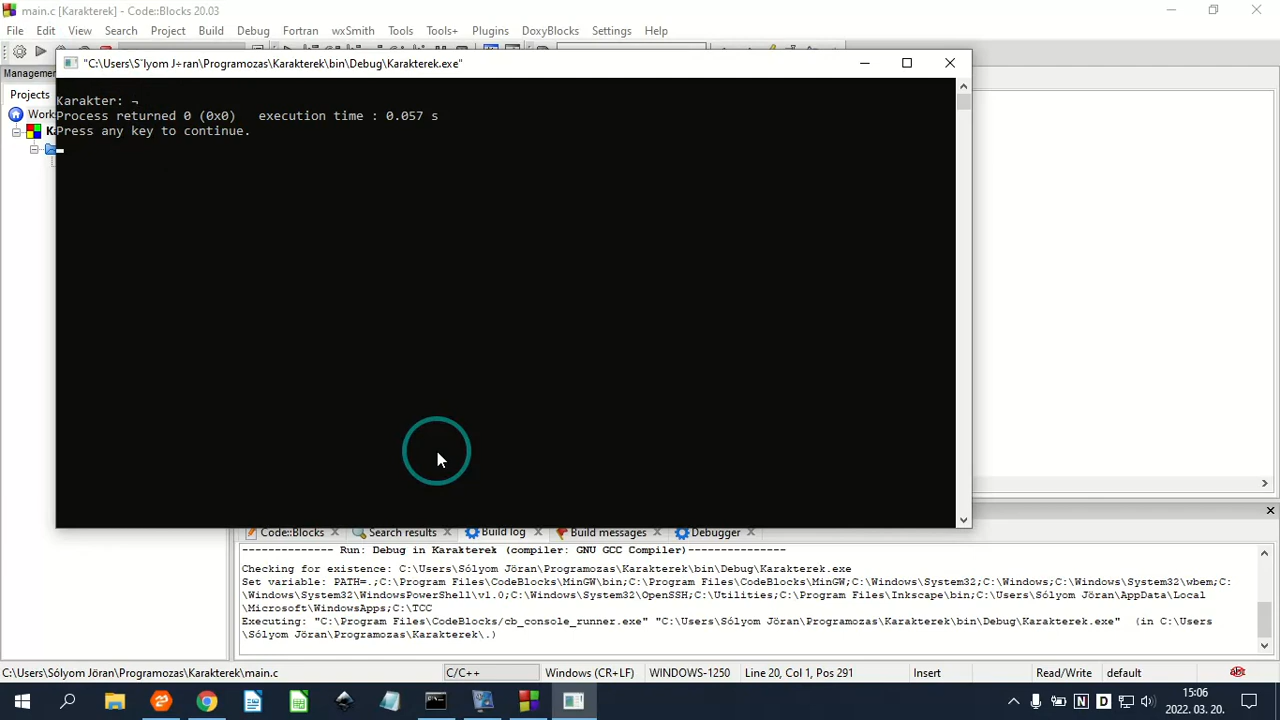 main.c [Karakterek] - Code::Blocks 20.03
File Edit View Search Project Build Debug Fortran wxSmith Tools Tools+ Plugins DoxyBlocks Settings Help
"C:\Users\S˘lyom J÷ran\Programozas\Karakterek\bin\Debug\Karakterek.exe"
Managemen
Projects
Work
Ka
Karakter: ¬
Process returned 0 (0x0)   execution time : 0.057 s
Press any key to continue.
Code::Blocks Search results Build log Build messages Debugger
-------------- Run: Debug in Karakterek (compiler: GNU GCC Compiler)---------------
Checking for existence: C:\Users\Sólyom Jöran\Programozas\Karakterek\bin\Debug\Karakterek.exe
Set variable: PATH=.;C:\Program Files\CodeBlocks\MinGW\bin;C:\Program Files\CodeBlocks\MinGW;C:\Windows\System32;C:\Windows;C:\Windows\System32\wbem;C:
\Windows\System32\WindowsPowerShell\v1.0;C:\Windows\System32\OpenSSH;C:\Utilities;C:\Program Files\Inkscape\bin;C:\Users\Sólyom Jöran\AppData\Local
\Microsoft\WindowsApps;C:\TCC
Executing: "C:\Program Files\CodeBlocks/cb_console_runner.exe" "C:\Users\Sólyom Jöran\Programozas\Karakterek\bin\Debug\Karakterek.exe"  (in C:\Users
\Sólyom Jöran\Programozas\Karakterek\.)
C:\Users\Sólyom Jöran\Programozas\Karakterek\main.c C/C++ Windows (CR+LF) WINDOWS-1250 Line 20, Col 1, Pos 291 Insert Read/Write default
15:06
2022. 03. 20.